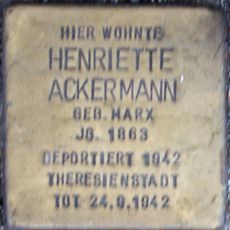 HIER WOHNTE
HENRIETTE
ACKERMANN
GEB. MARX
JG. 1863
DEPORTIERT 1942
THERESIENSTADT
TOT 24.9.1942